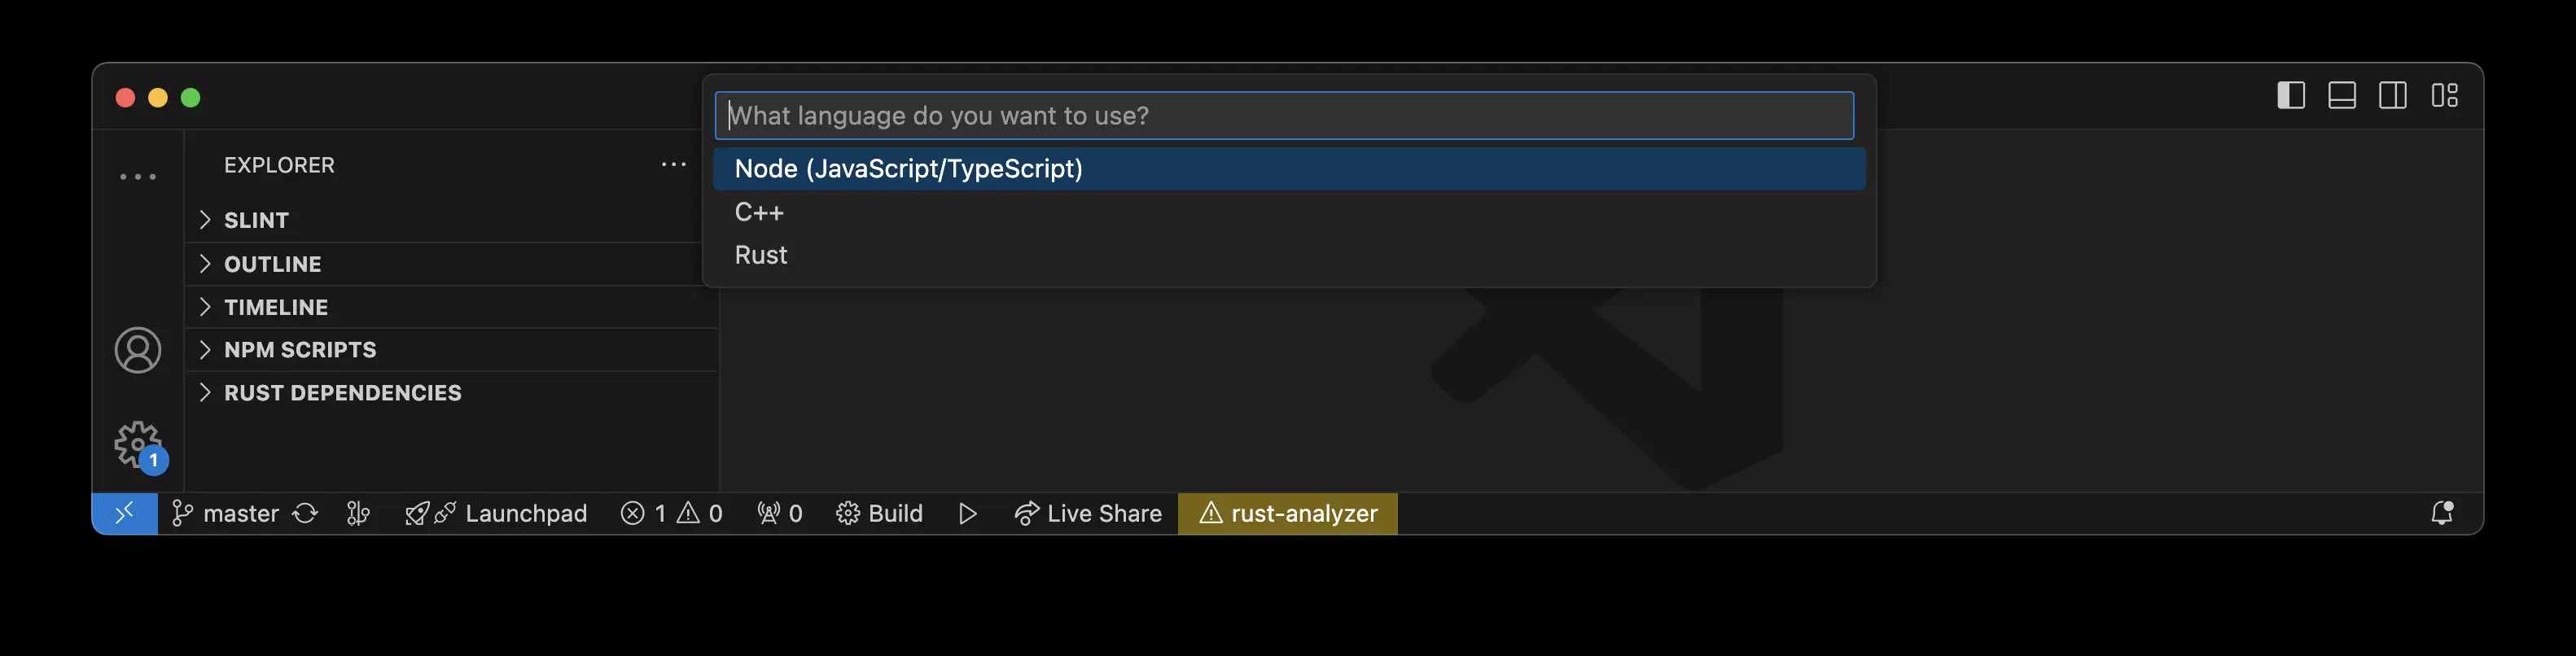 What language do you want to use?
Node (JavaScript/TypeScript)
C++
Rust
EXPLORER
SLINT
OUTLINE
TIMELINE
NPM SCRIPTS
RUST DEPENDENCIES
1
master
Launchpad
1
0
0
Build
Live Share
rust-analyzer